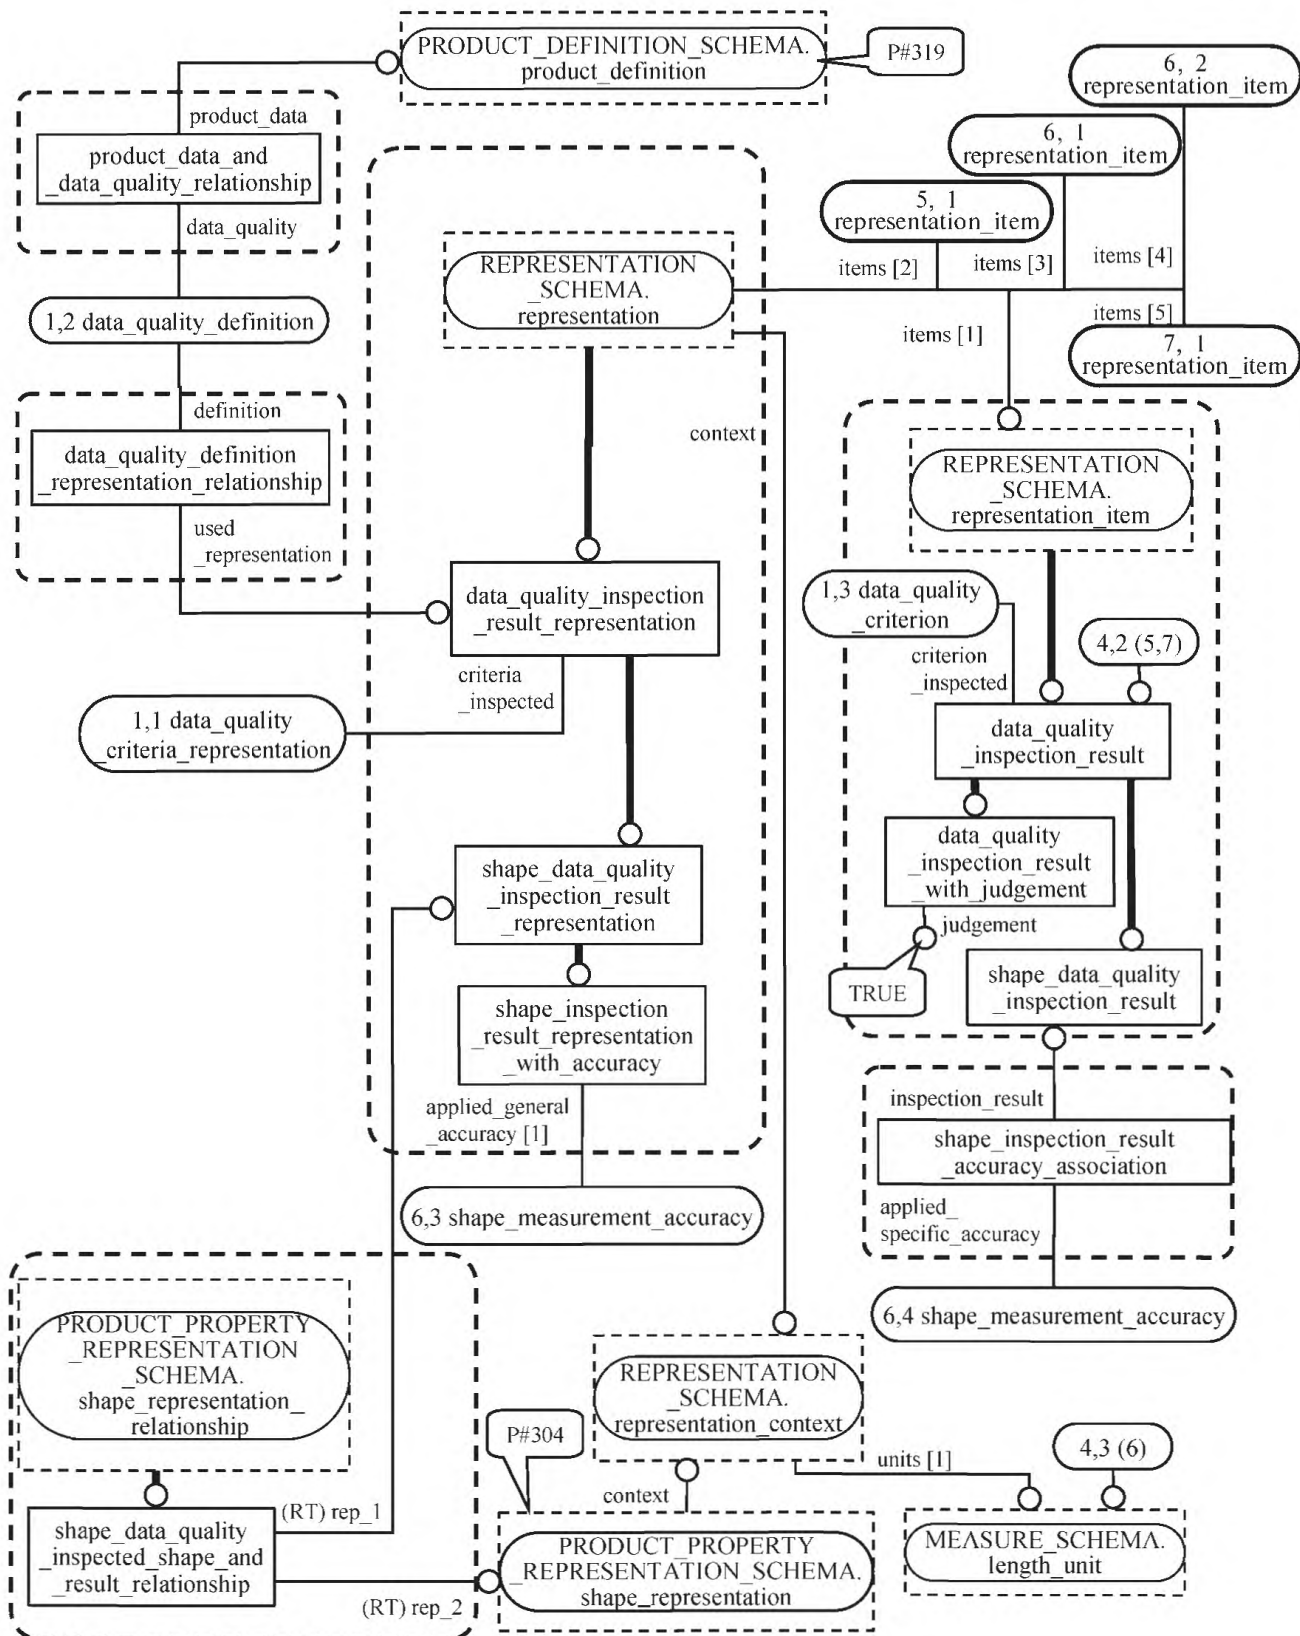 PRODUCT_DEFINITION_SCHEMA.
product_definition
P#319
6, 2
representation_item
product_data
6, 1
representation_item
product_data_and
_data_quality_relationship
5, 1
representation_item
data_quality
items [2]
items [3]
items [4]
REPRESENTATION
_SCHEMA.
representation
1,2 data_quality_definition
items [1]
items [5]
7, 1
representation_item
definition
context
data_quality_definition
_representation_relationship
REPRESENTATION
_SCHEMA.
representation_item
used
_representation
data_quality_inspection
_result_representation
1,3 data_quality
_criterion
4,2 (5,7)
criterion
_inspected
criteria
_inspected
1,1 data_quality
_criteria_representation
data_quality
_inspection_result
shape_data_quality
_inspection_result
_representation
data_quality
_inspection_result
_with_judgement
judgement
TRUE
shape_data_quality
_inspection_result
shape_inspection
_result_representation
_with_accuracy
inspection_result
applied_general
_accuracy [1]
shape_inspection_result
_accuracy_association
applied_
specific_accuracy
6,3 shape_measurement_accuracy
6,4 shape_measurement_accuracy
PRODUCT_PROPERTY
_REPRESENTATION
_SCHEMA.
shape_representation_
relationship
REPRESENTATION
_SCHEMA.
representation_context
P#304
units [1]
4,3 (6)
context
(RT) rep_1
shape_data_quality
_inspected_shape_and
_result_relationship
PRODUCT_PROPERTY
_REPRESENTATION_SCHEMA.
shape_representation
MEASURE_SCHEMA.
length_unit
(RT) rep_2